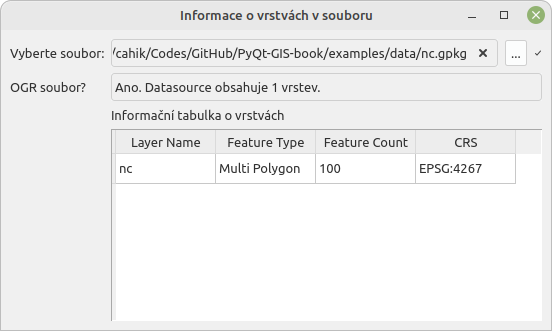 Informace o vrstvách v souboru
Vyberte soubor: /cahik/Codes/GitHub/PyQt-GIS-book/examples/data/nc.gpkg ...
OGR soubor? Ano. Datasource obsahuje 1 vrstev.
Informační tabulka o vrstvách
Layer Name Feature Type Feature Count CRS
nc Multi Polygon 100 EPSG:4267